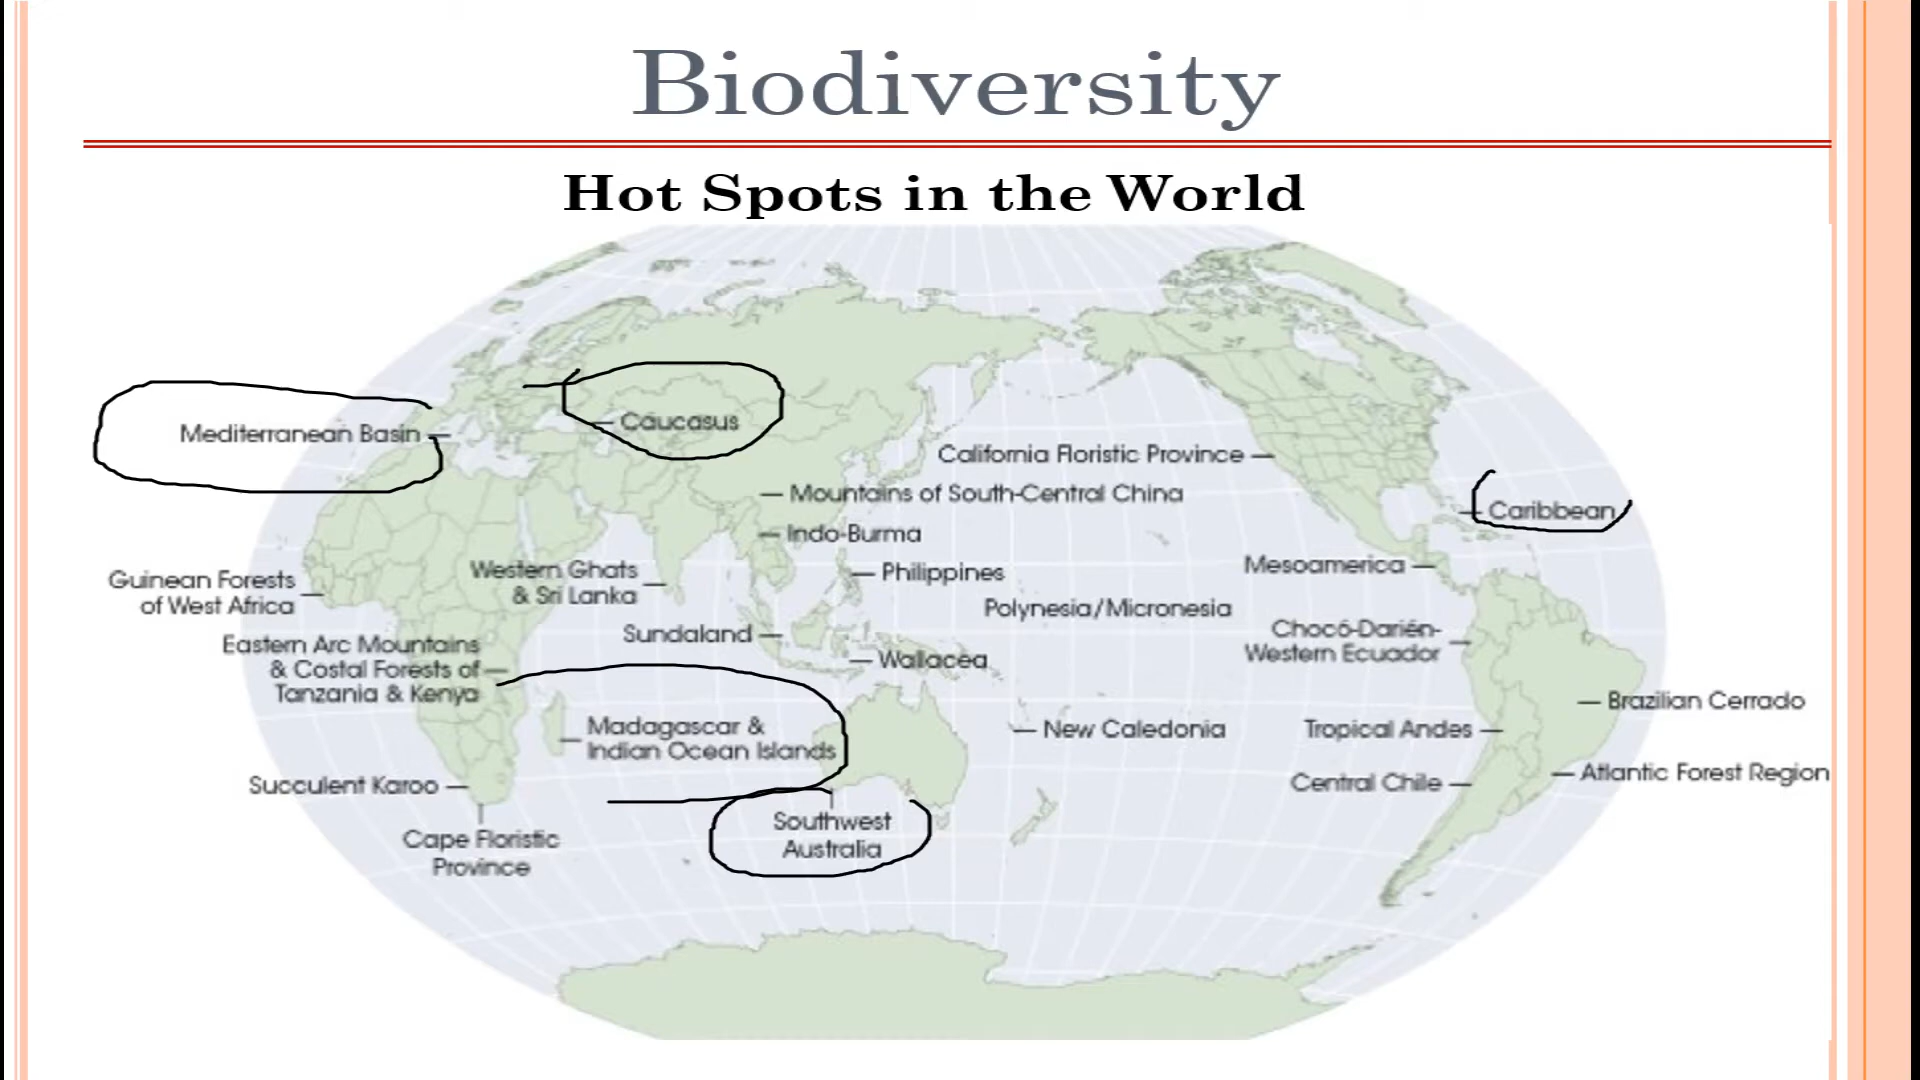 Biodiversity
Hot Spots in the World
Mediterranean Basin
Caucasus
California Floristic Province
Mountains of South-Central China
Caribbean
Indo-Burma
Guinean Forests
of West Africa
Western Ghats
& Sri Lanka
Philippines
Mesoamerica
Polynesia/Micronesia
Eastern Arc Mountains
& Costal Forests of
Tanzania & Kenya
Sundaland
Wallacea
Chocó-Darién-
Western Ecuador
Brazilian Cerrado
Madagascar &
Indian Ocean Islands
New Caledonia
Tropical Andes
Succulent Karoo
Central Chile
Atlantic Forest Region
Cape Floristic
Province
Southwest
Australia